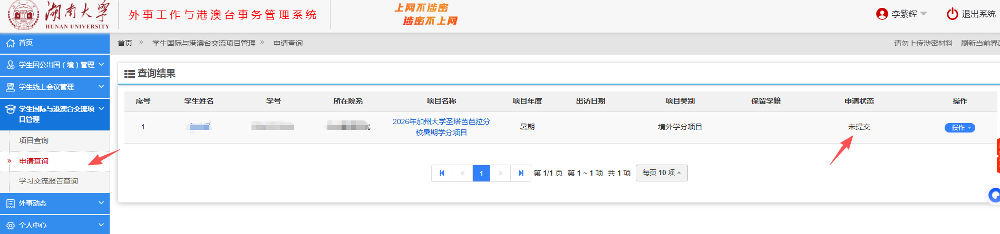 湖南大学
HUNAN UNIVERSITY
外事工作与港澳台事务管理系统
上网不涉密
涉密不上网
李紫辉
退出系统
首页
学生因公出国（境）管理
学生线上会议管理
学生国际与港澳台交流项
目管理
项目查询
» 申请查询
学习交流报告查询
外事动态
个人中心
首页 » 学生国际与港澳台交流项目管理 » 申请查询
请勿上传涉密材料 刷新当前界面
查询结果
序号 学生姓名 学号 所在院系 项目名称 项目年度 出访日期 项目类别 保留学籍 申请状态 操作
1 2026年加州大学圣塔芭芭拉分 暑期 境外学分项目 未提交 操作
校暑期学分项目
« 1 » 第 1/1 页 第 1 ~ 1 项 共 1 项 每页 10 项